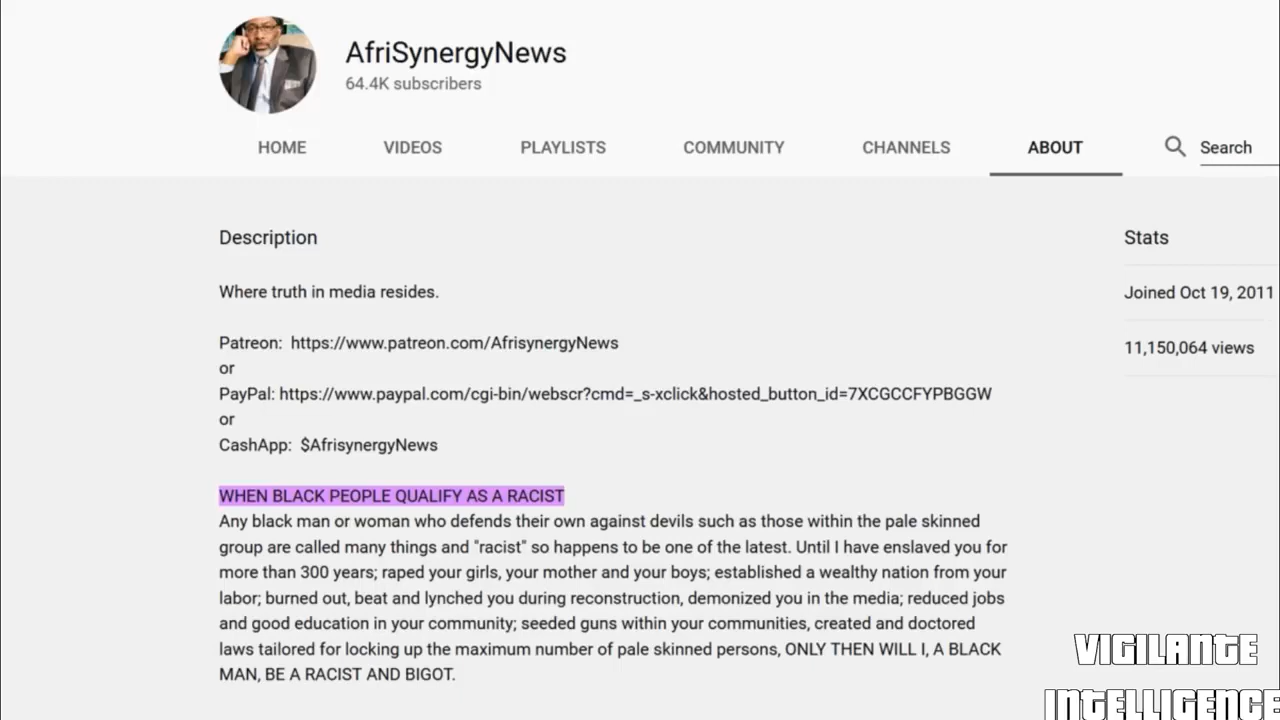 AfriSynergyNews
64.4K subscribers
HOME VIDEOS PLAYLISTS COMMUNITY CHANNELS ABOUT Search
Description
Where truth in media resides.
Patreon: https://www.patreon.com/AfrisynergyNews
or
PayPal: https://www.paypal.com/cgi-bin/webscr?cmd=_s-xclick&hosted_button_id=7XCGCCFYPBGGW
or
CashApp: $AfrisynergyNews
WHEN BLACK PEOPLE QUALIFY AS A RACIST
Any black man or woman who defends their own against devils such as those within the pale skinned
group are called many things and "racist" so happens to be one of the latest. Until I have enslaved you for
more than 300 years; raped your girls, your mother and your boys; established a wealthy nation from your
labor; burned out, beat and lynched you during reconstruction, demonized you in the media; reduced jobs
and good education in your community; seeded guns within your communities, created and doctored
laws tailored for locking up the maximum number of pale skinned persons, ONLY THEN WILL I, A BLACK
MAN, BE A RACIST AND BIGOT.
Stats
Joined Oct 19, 2011
11,150,064 views
VIGILANTE
INTELLIGENCE